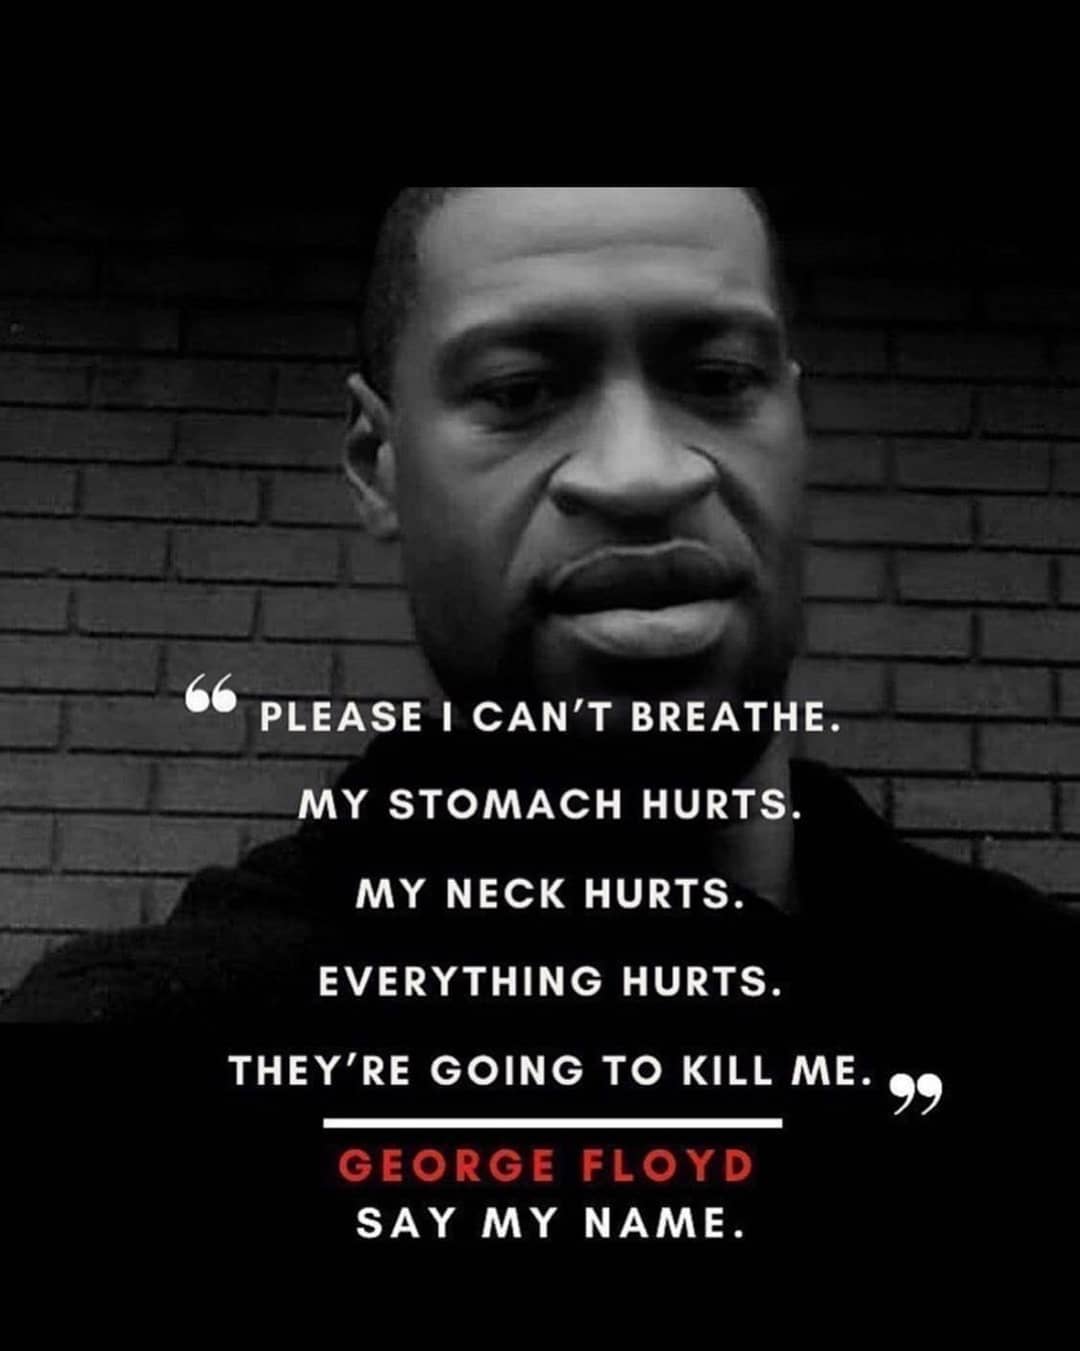 “ PLEASE I CAN’T BREATHE.
MY STOMACH HURTS.
MY NECK HURTS.
EVERYTHING HURTS.
THEY’RE GOING TO KILL ME. ”
GEORGE FLOYD
SAY MY NAME.